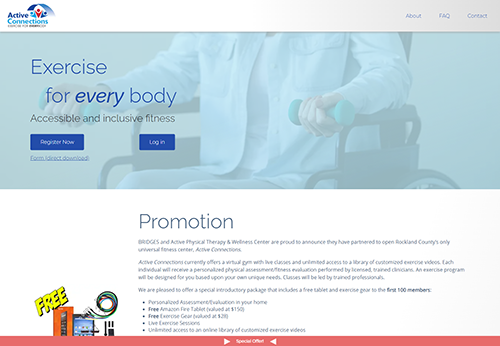 Active
Connections
EXERCISE FOR EVERYBODY
About
FAQ
Contact
Exercise
for every body
Accessible and inclusive fitness
Register Now
Log in
Form (direct download)
Promotion
BRIDGES and Active Physical Therapy & Wellness Center are proud to announce they have partnered to open Rockland County's only
universal fitness center, Active Connections.
Active Connections currently offers a virtual gym with live classes and unlimited access to a library of customized exercise videos. Each
individual will receive a personalized physical assessment/fitness evaluation performed by licensed, trained clinicians. An exercise program
will be designed for you based upon your own unique needs. Classes will be led by trained professionals.
We are pleased to offer a special introductory package that includes a free tablet and exercise gear to the first 100 members:
FREE
Personalized Assessment/Evaluation in your home
Free Amazon Fire Tablet (valued at $150)
Free Exercise Gear (valued at $28)
Live Exercise Sessions
Unlimited access to an online library of customized exercise videos
Special Offer!